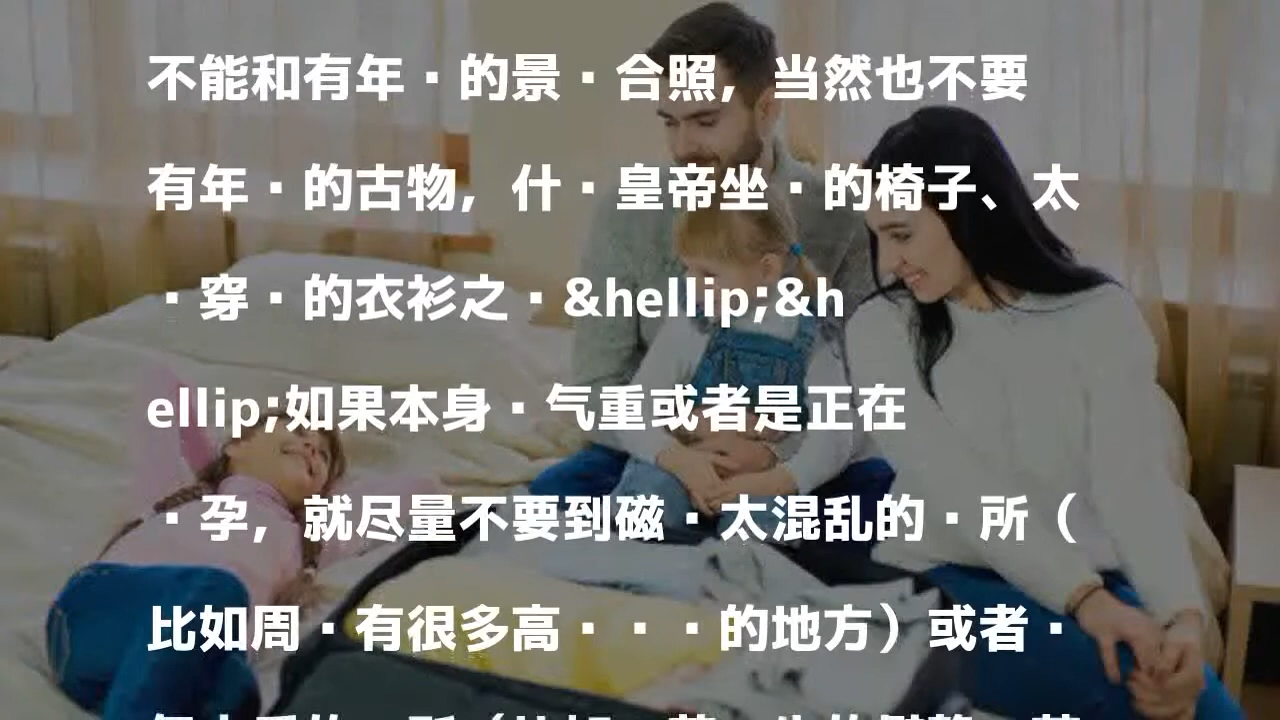 不能和有年·的景·合照，当然也不要
有年·的古物，什·皇帝坐·的椅子、太
·穿·的衣衫之·&hellip;&h
ellip;如果本身·气重或者是正在
·孕，就尽量不要到磁·太混乱的·所（
比如周·有很多高···的地方）或者·